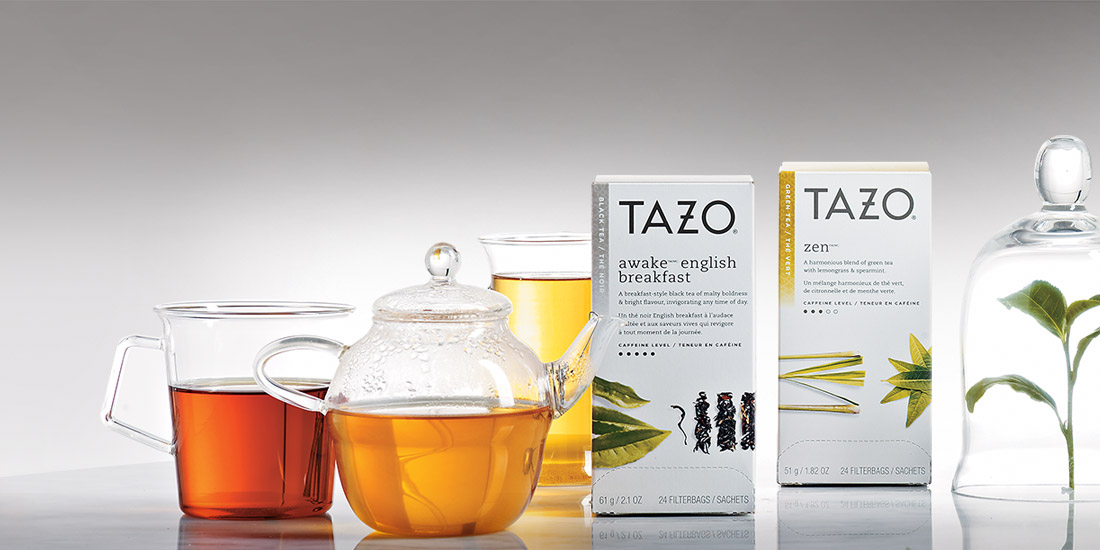 BLACK TEA / THÉ NOIR
TAZO®
awake™ english
breakfast
A breakfast-style black tea of malty boldness
& bright flavour, invigorating any time of day.
Un thé noir English breakfast à l'audace
maltée et aux saveurs vives qui revigore
à tout moment de la journée.
CAFFEINE LEVEL / TENEUR EN CAFÉINE
61 g / 2.1 OZ 24 FILTERBAGS / SACHETS
GREEN TEA / THÉ VERT
TAZO®
zen
A harmonious blend of green tea
with lemongrass & spearmint.
Un mélange harmonieux de thé vert,
de citronnelle et de menthe verte.
CAFFEINE LEVEL / TENEUR EN CAFÉINE
51 g / 1.82 OZ 24 FILTERBAGS / SACHETS